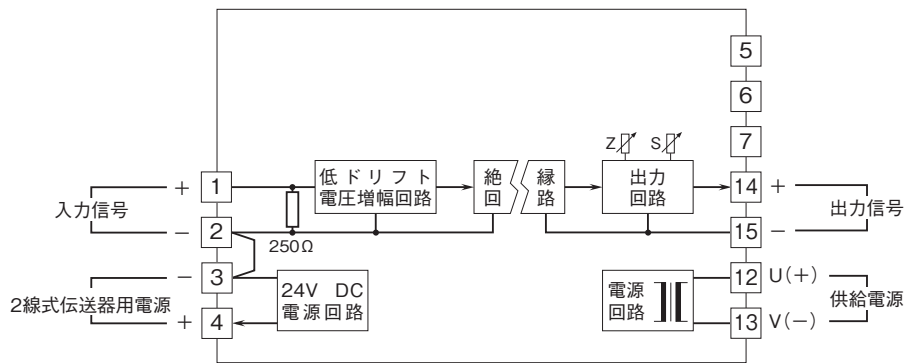 5
6
7
Z
S
1
+
入力信号
2
−
250Ω
低ドリフト
電圧増幅回路
絶
回
縁
路
出力
回路
14
+
出力信号
15
−
3
−
2線式伝送器用電源
4
+
24V DC
電源回路
電源
回路
12
U(+)
供給電源
13
V(−)